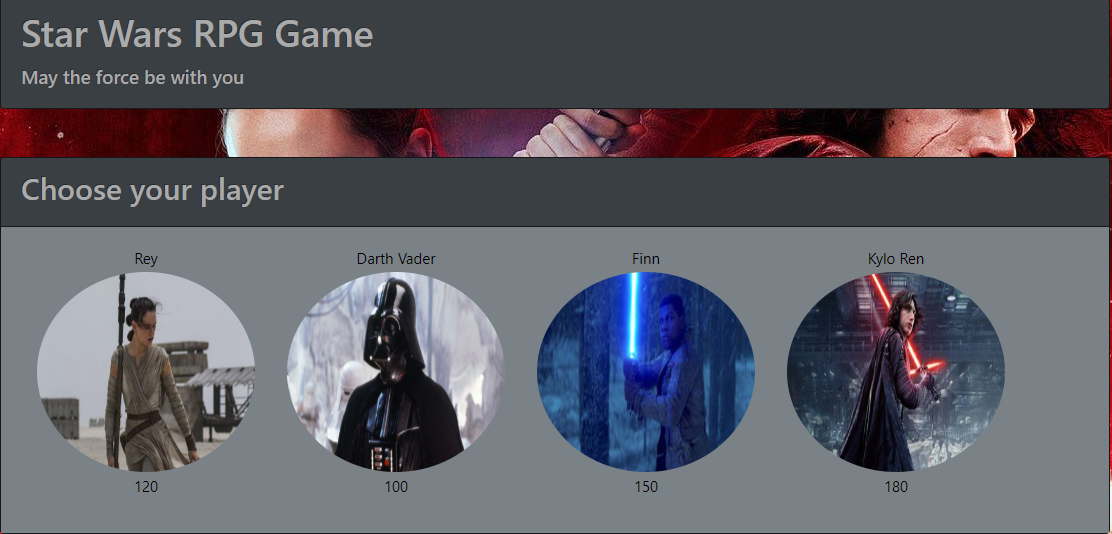 Star Wars RPG Game
May the force be with you
Choose your player
Rey Darth Vader Finn Kylo Ren
120 100 150 180